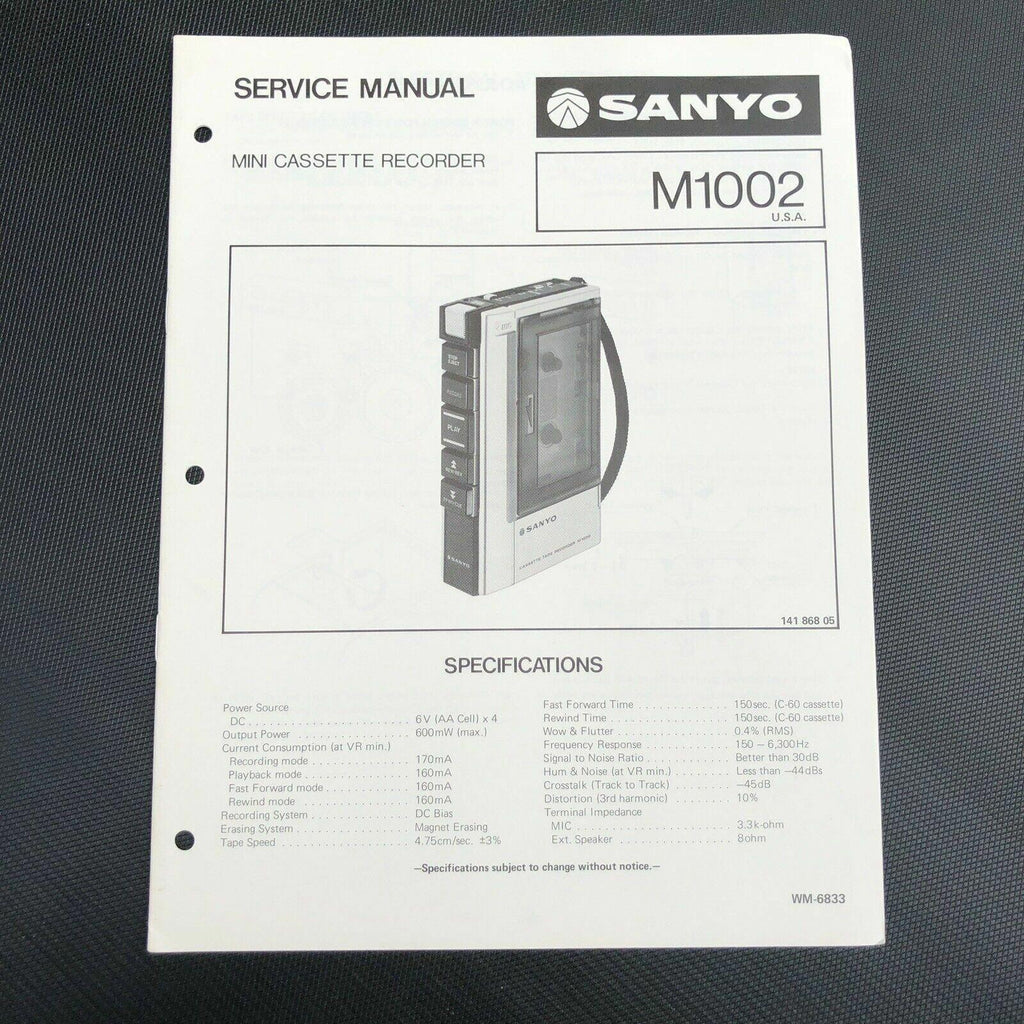 SERVICE MANUAL
SANYO
MINI CASSETTE RECORDER
M1002
U.S.A.
STOP
EJECT
PLAY
SANYO
SANYO
CASSETTE TAPE RECORDER M1002
141 868 05
SPECIFICATIONS
Power Source
DC . . . . . . . . . . . . . . . . . . . . . . . 6V (AA Cell) x 4
Output Power . . . . . . . . . . . . . . . . 600mW (max.)
Current Consumption (at VR min.)
Recording mode . . . . . . . . . . . . . . . 170mA
Playback mode . . . . . . . . . . . . . . . 160mA
Fast Forward mode . . . . . . . . . . . . 160mA
Rewind mode . . . . . . . . . . . . . . . . 160mA
Recording System . . . . . . . . . . . . . . DC Bias
Erasing System . . . . . . . . . . . . . . . . Magnet Erasing
Tape Speed . . . . . . . . . . . . . . . . . . 4.75cm/sec. ±3%
Fast Forward Time . . . . . . . . . . . . . 150sec. (C-60 cassette)
Rewind Time . . . . . . . . . . . . . . . . . 150sec. (C-60 cassette)
Wow & Flutter . . . . . . . . . . . . . . . . 0.4% (RMS)
Frequency Response . . . . . . . . . . . . 150 – 6,300Hz
Signal to Noise Ratio . . . . . . . . . . . . Better than 30dB
Hum & Noise (at VR min.) . . . . . . . . Less than –44dBs
Crosstalk (Track to Track) . . . . . . . . –45dB
Distortion (3rd harmonic) . . . . . . . . 10%
Terminal Impedance
MIC . . . . . . . . . . . . . . . . . . . . . . 3.3k-ohm
Ext. Speaker . . . . . . . . . . . . . . . . 8ohm
—Specifications subject to change without notice.—
WM-6833